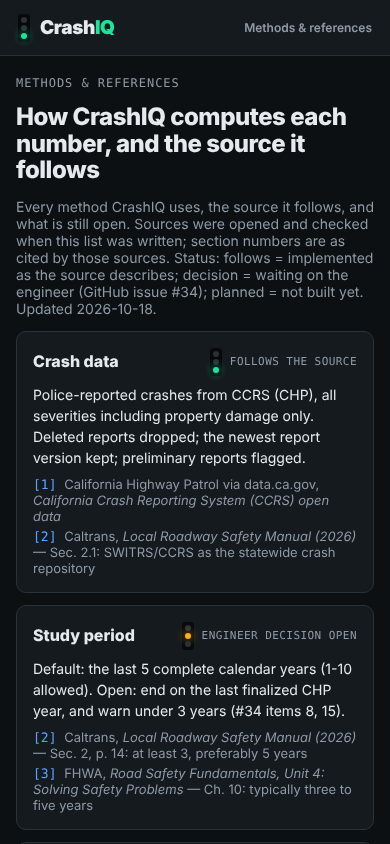 CrashIQ
Methods & references
METHODS & REFERENCES
How CrashIQ computes each
number, and the source it
follows
Every method CrashIQ uses, the source it follows, and
what is still open. Sources were opened and checked
when this list was written; section numbers are as
cited by those sources. Status: follows = implemented
as the source describes; decision = waiting on the
engineer (GitHub issue #34); planned = not built yet.
Updated 2026-10-18.
Crash data
FOLLOWS THE SOURCE
Police-reported crashes from CCRS (CHP), all
severities including property damage only.
Deleted reports dropped; the newest report
version kept; preliminary reports flagged.
[1] California Highway Patrol via data.ca.gov,
California Crash Reporting System (CCRS) open
data
[2] Caltrans, Local Roadway Safety Manual (2026)
— Sec. 2.1: SWITRS/CCRS as the statewide crash
repository
Study period
ENGINEER DECISION OPEN
Default: the last 5 complete calendar years (1-10
allowed). Open: end on the last finalized CHP
year, and warn under 3 years (#34 items 8, 15).
[2] Caltrans, Local Roadway Safety Manual (2026)
— Sec. 2, p. 14: at least 3, preferably 5 years
[3] FHWA, Road Safety Fundamentals, Unit 4:
Solving Safety Problems — Ch. 10: typically three to
five years